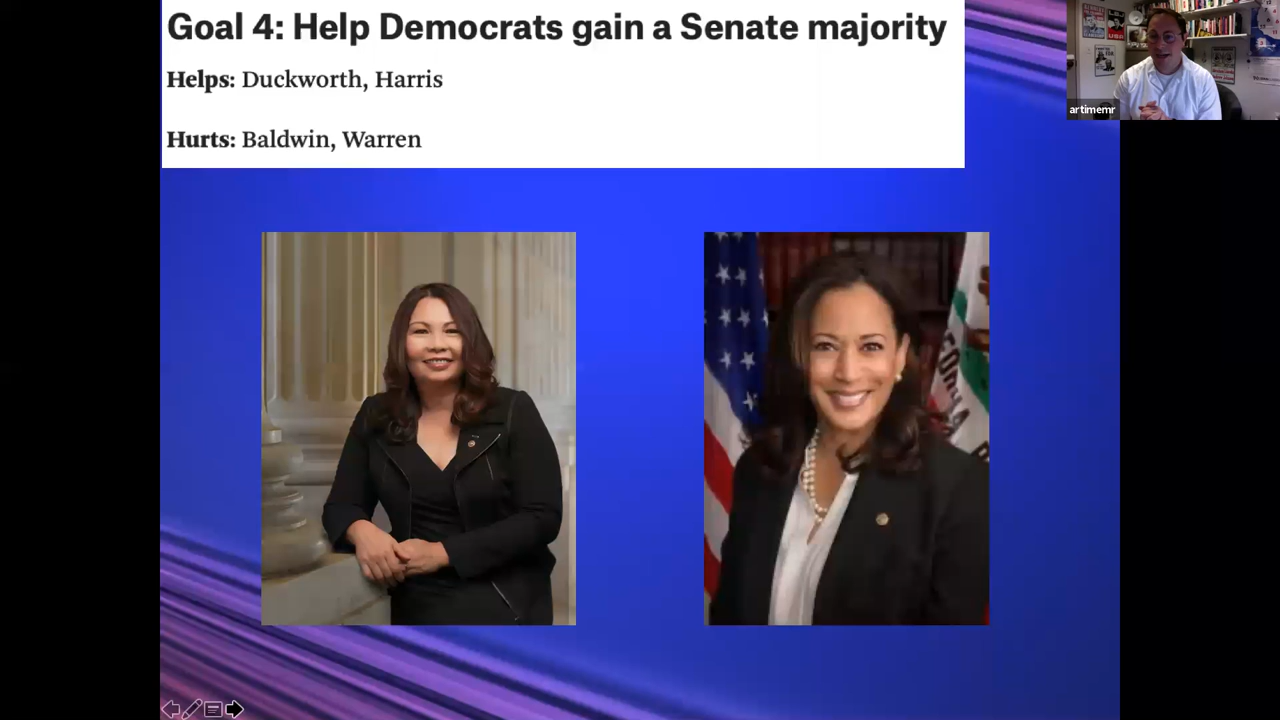 Goal 4: Help Democrats gain a Senate majority
Helps: Duckworth, Harris
Hurts: Baldwin, Warren
artimemr